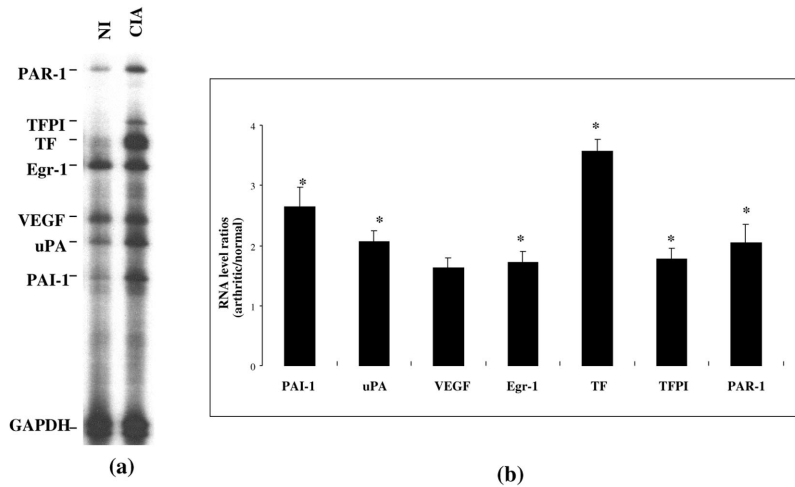 NI CIA
PAR-1
TFPI
TF
Egr-1
VEGF
uPA
PAI-1
GAPDH
(a)
RNA level ratios
(arthritic/normal)
4
3
2
1
0
* * * * * *
PAI-1 uPA VEGF Egr-1 TF TFPI PAR-1
(b)